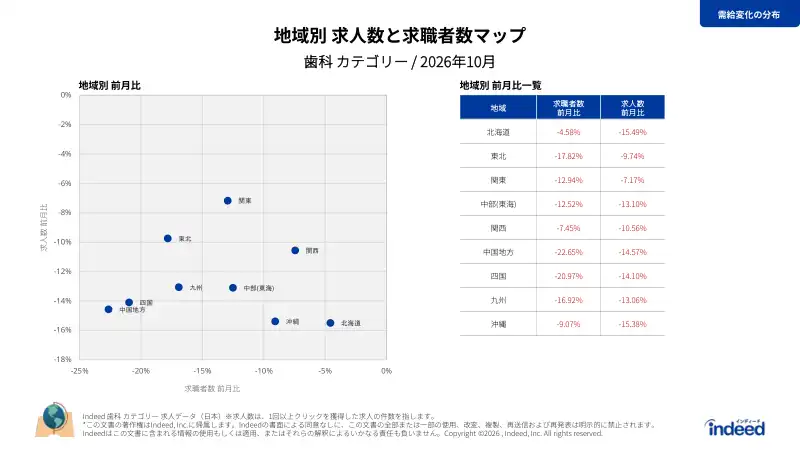 需給変化の分布
地域別 求人数と求職者数マップ
歯科 カテゴリー / 2026年10月
地域別 前月比
0%
-2%
-4%
-6%
-8%
-10%
-12%
-14%
-16%
-18%
求人数 前月比
関東
東北
関西
九州
中部(東海)
四国
中国地方
沖縄
北海道
-25%
-20%
-15%
-10%
-5%
0%
求職者数 前月比
地域別 前月比一覧
地域 求職者数 前月比 求人数 前月比
北海道 -4.58% -15.49%
東北 -17.82% -9.74%
関東 -12.94% -7.17%
中部(東海) -12.52% -13.10%
関西 -7.45% -10.56%
中国地方 -22.65% -14.57%
四国 -20.97% -14.10%
九州 -16.92% -13.06%
沖縄 -9.07% -15.38%
Indeed 歯科 カテゴリー 求人データ（日本）※求人数は、1回以上クリックを獲得した求人の件数を指します。
*この文書の著作権はIndeed, Inc.に帰属します。Indeedの書面による同意なしに、この文書の全部または一部の使用、改変、複製、再送信および再発表は明示的に禁止されます。
Indeedはこの文書に含まれる情報の使用もしくは適用、またはそれらの解釈によるいかなる責任も負いません。Copyright ©2026 , Indeed, Inc. All rights reserved.
インディード
indeed